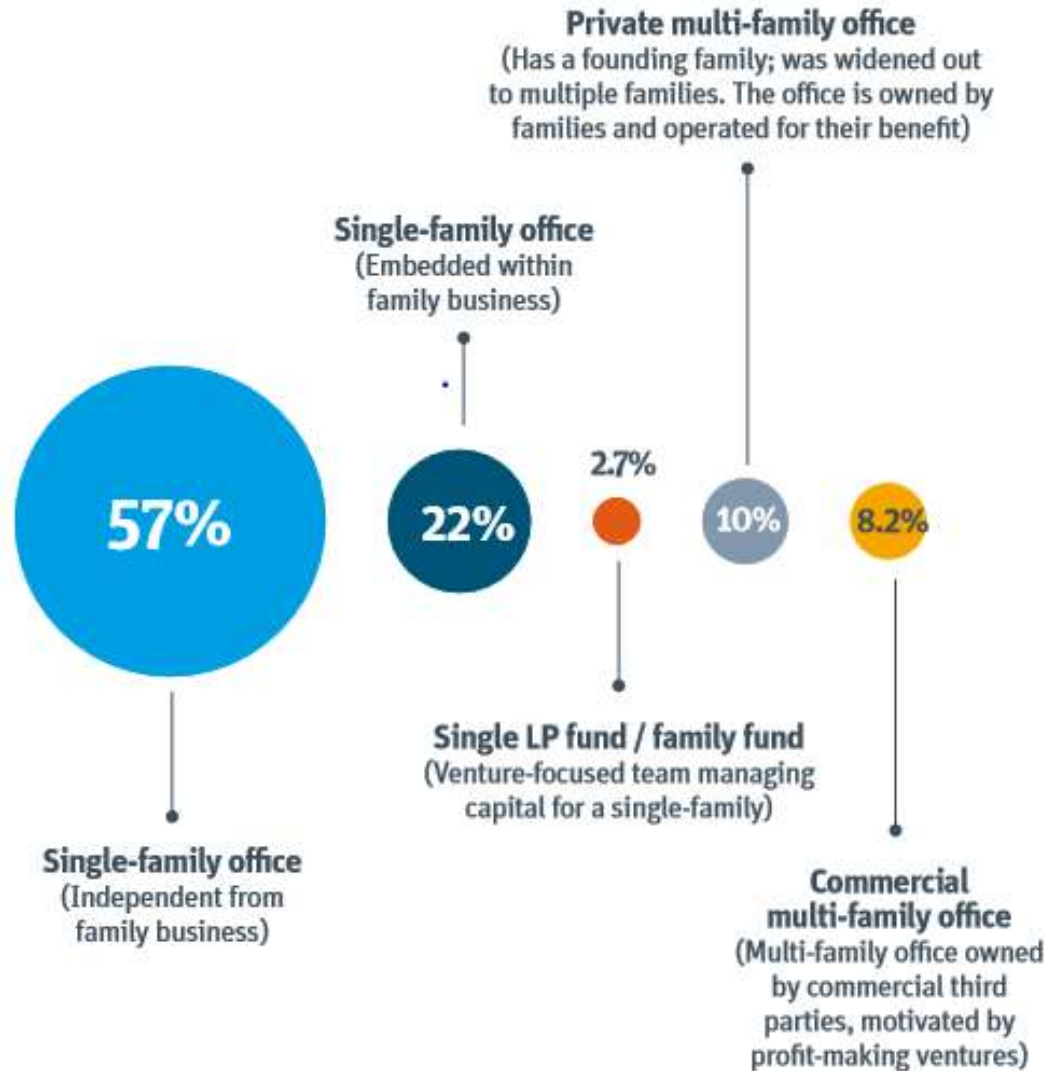 Private multi-family office
(Has a founding family; was widened out
to multiple families. The office is owned by
families and operated for their benefit)
Single-family office
(Embedded within
family business)
57%
22%
2.7%
10%
8.2%
Single LP fund / family fund
(Venture-focused team managing
capital for a single-family)
Single-family office
(Independent from
family business)
Commercial
multi-family office
(Multi-family office owned
by commercial third
parties, motivated by
profit-making ventures)